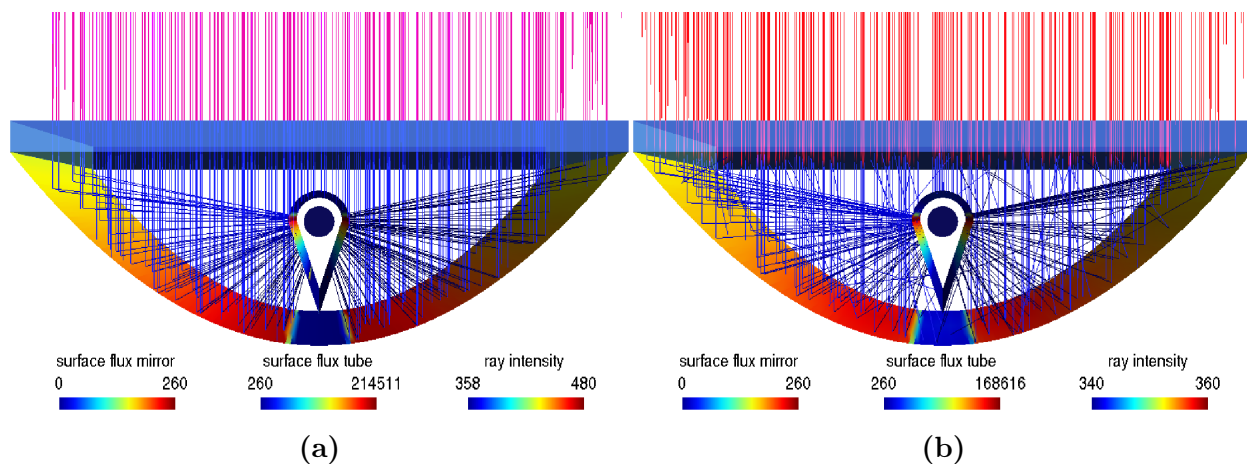 surface flux mirror surface flux tube ray intensity surface flux mirror surface flux tube ray intensity
0 260 260 214511 358 480 0 260 260 168616 340 360
(a) (b)